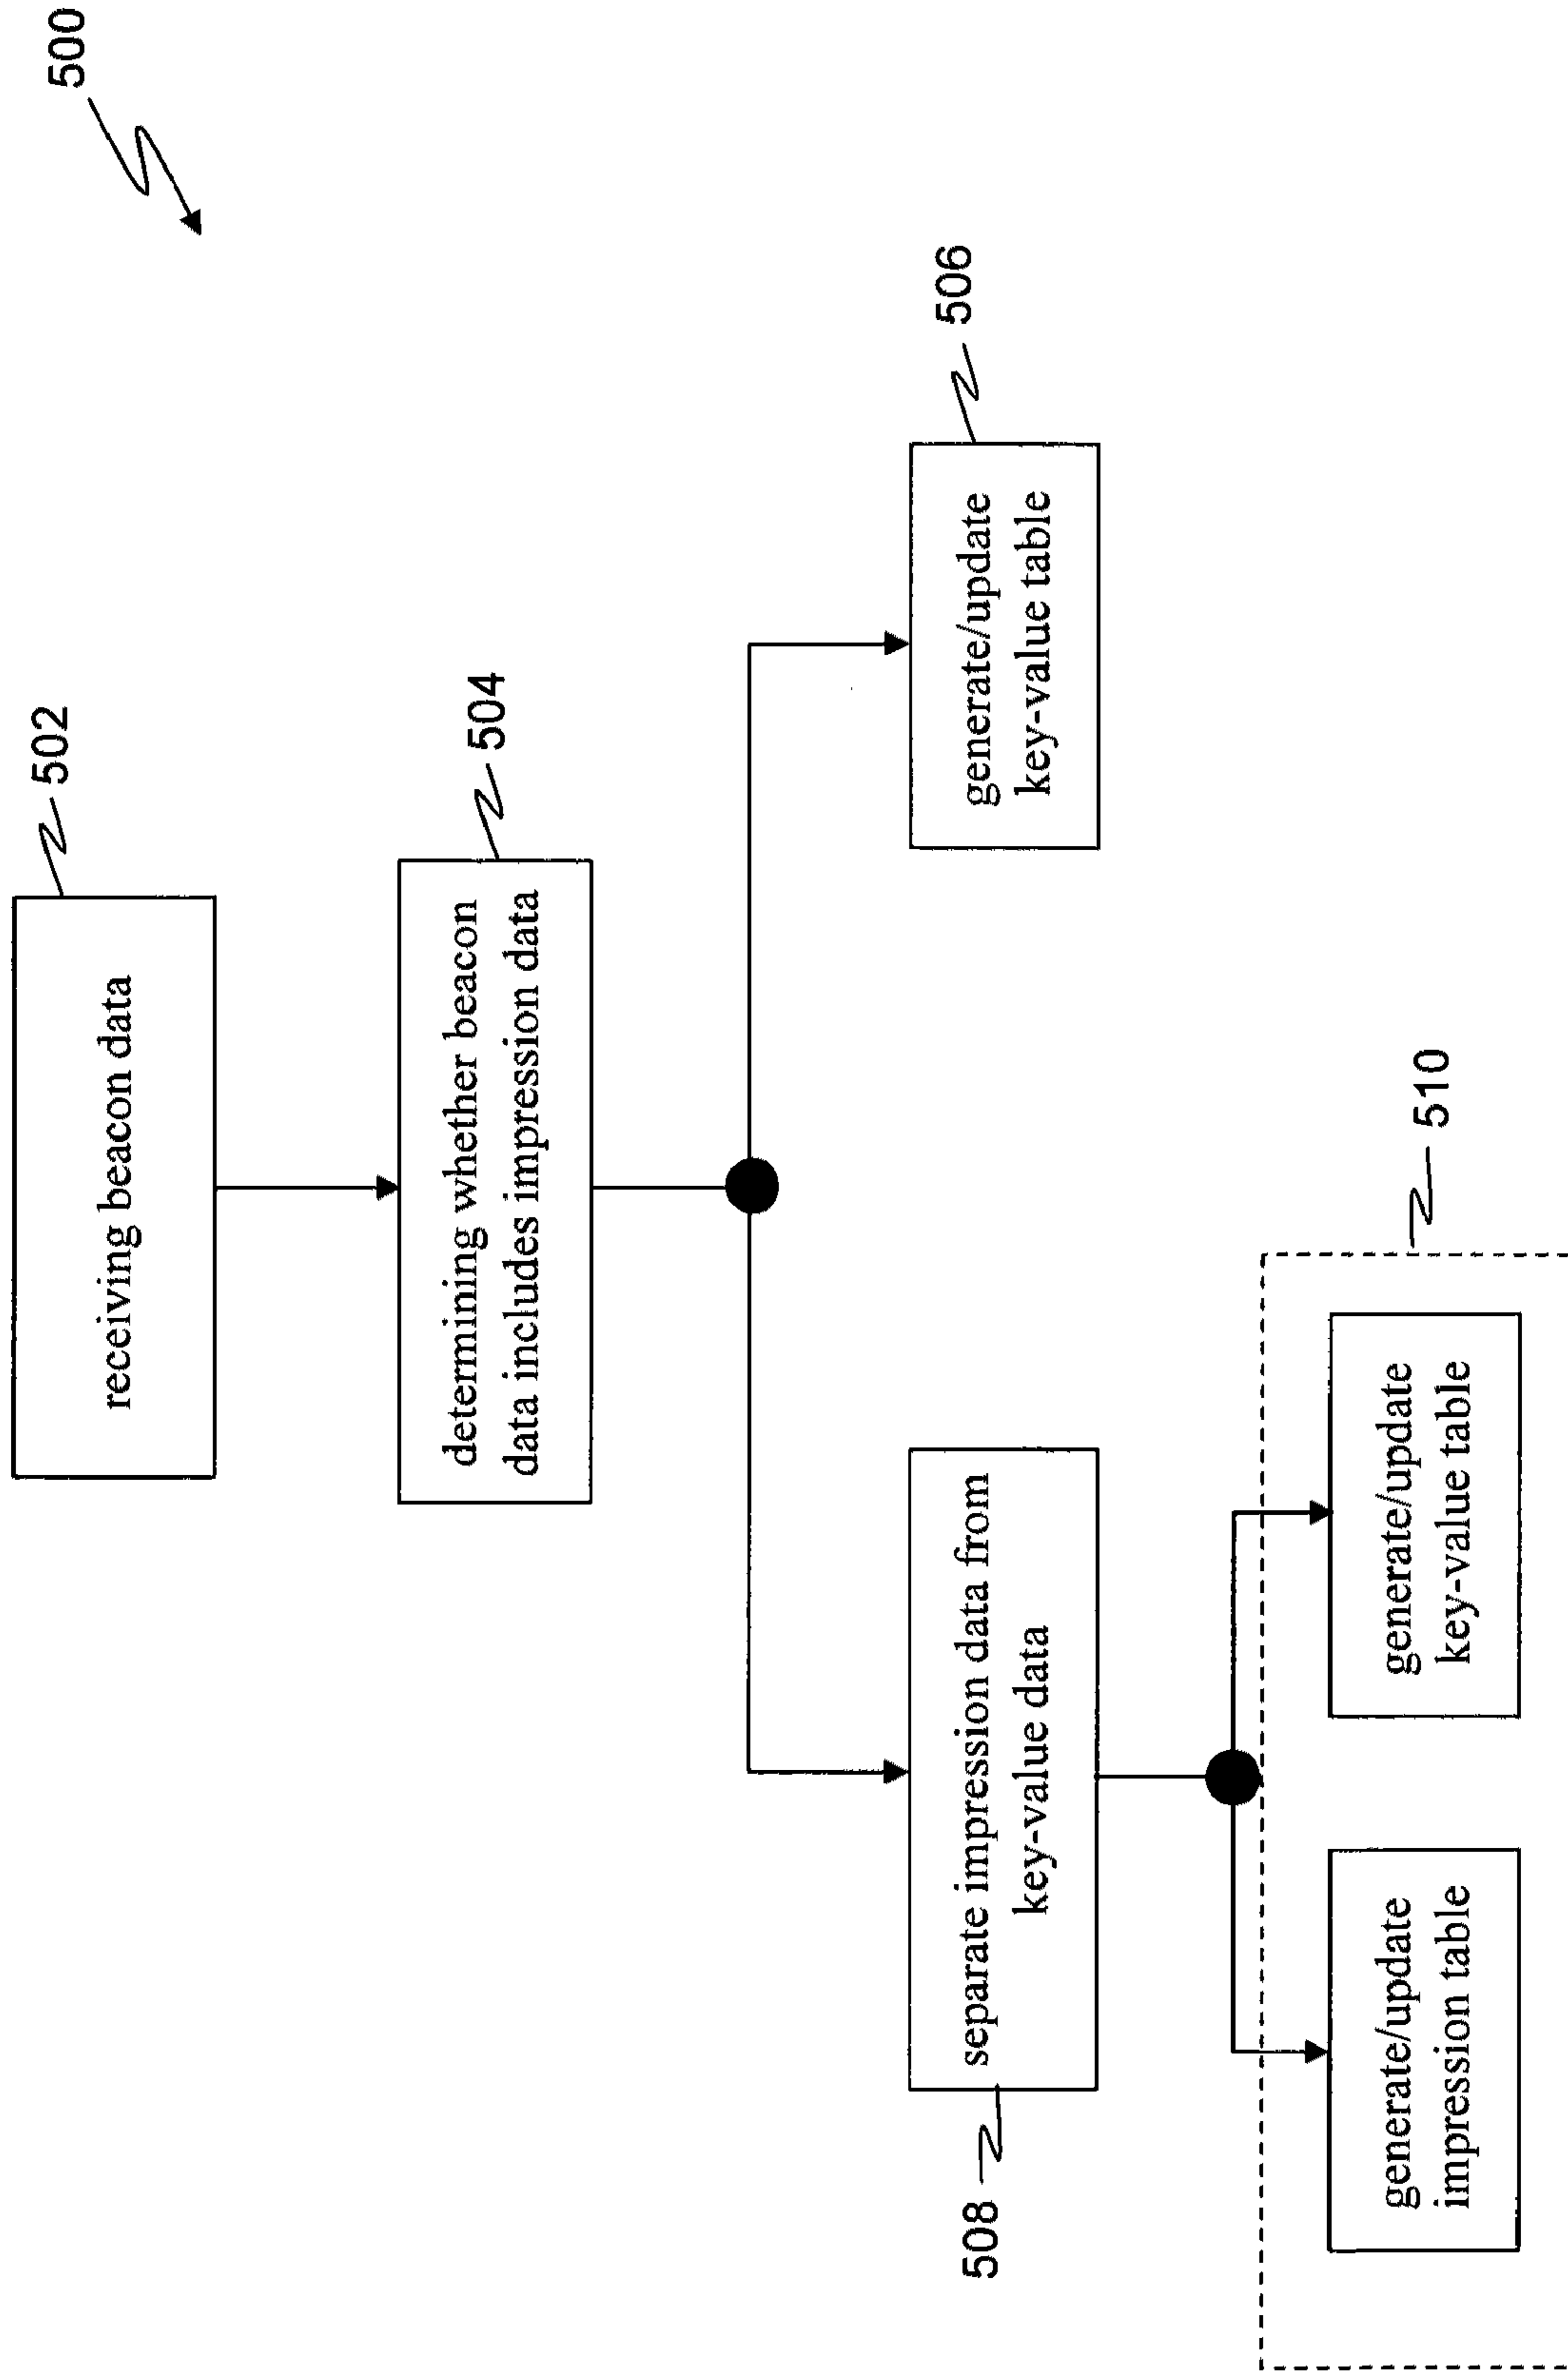 500
receiving beacon data
502
determining whether beacon
data includes impression data
504
generate/update
key-value table
506
separate impression data from
key-value data
508
510
generate/update
impression table
generate/update
key-value table